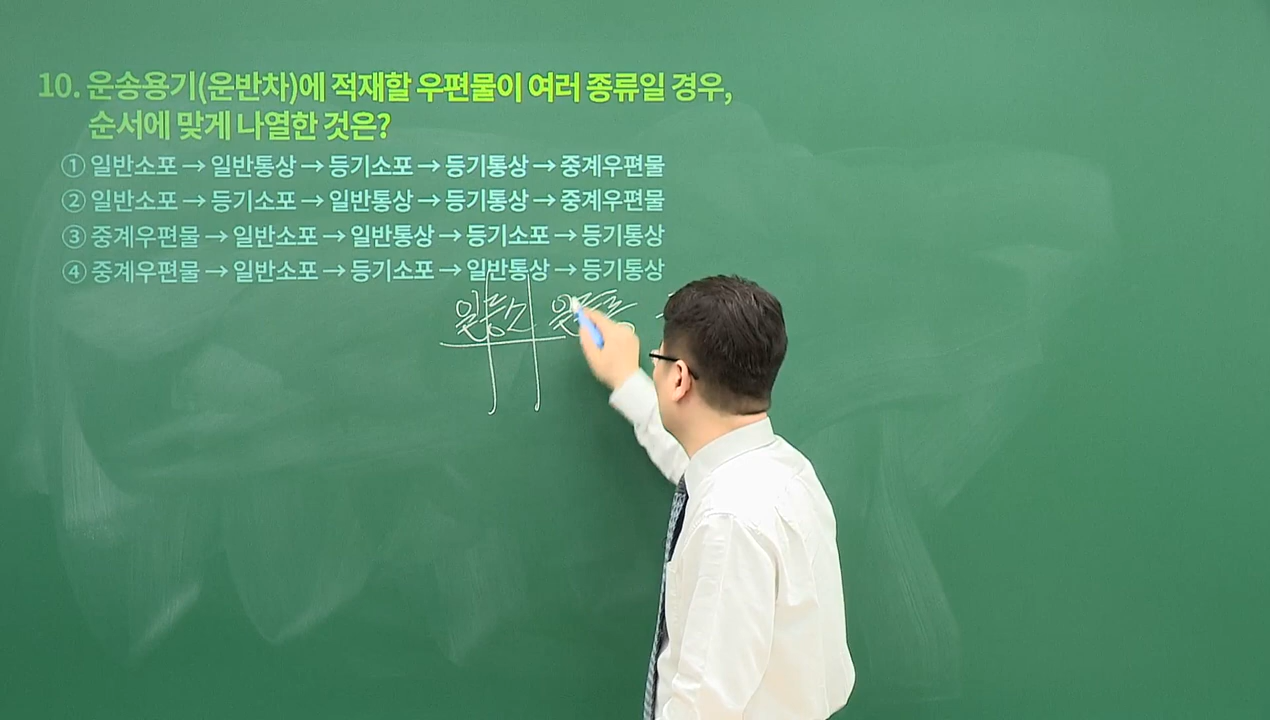 10. 운송용기(운반차)에 적재할 우편물이 여러 종류일 경우,
순서에 맞게 나열한 것은?
① 일반소포 → 일반통상 → 등기소포 → 등기통상 → 중계우편물
② 일반소포 → 등기소포 → 일반통상 → 등기통상 → 중계우편물
③ 중계우편물 → 일반소포 → 일반통상 → 등기소포 → 등기통상
④ 중계우편물 → 일반소포 → 등기소포 → 일반통상 → 등기통상
일등소